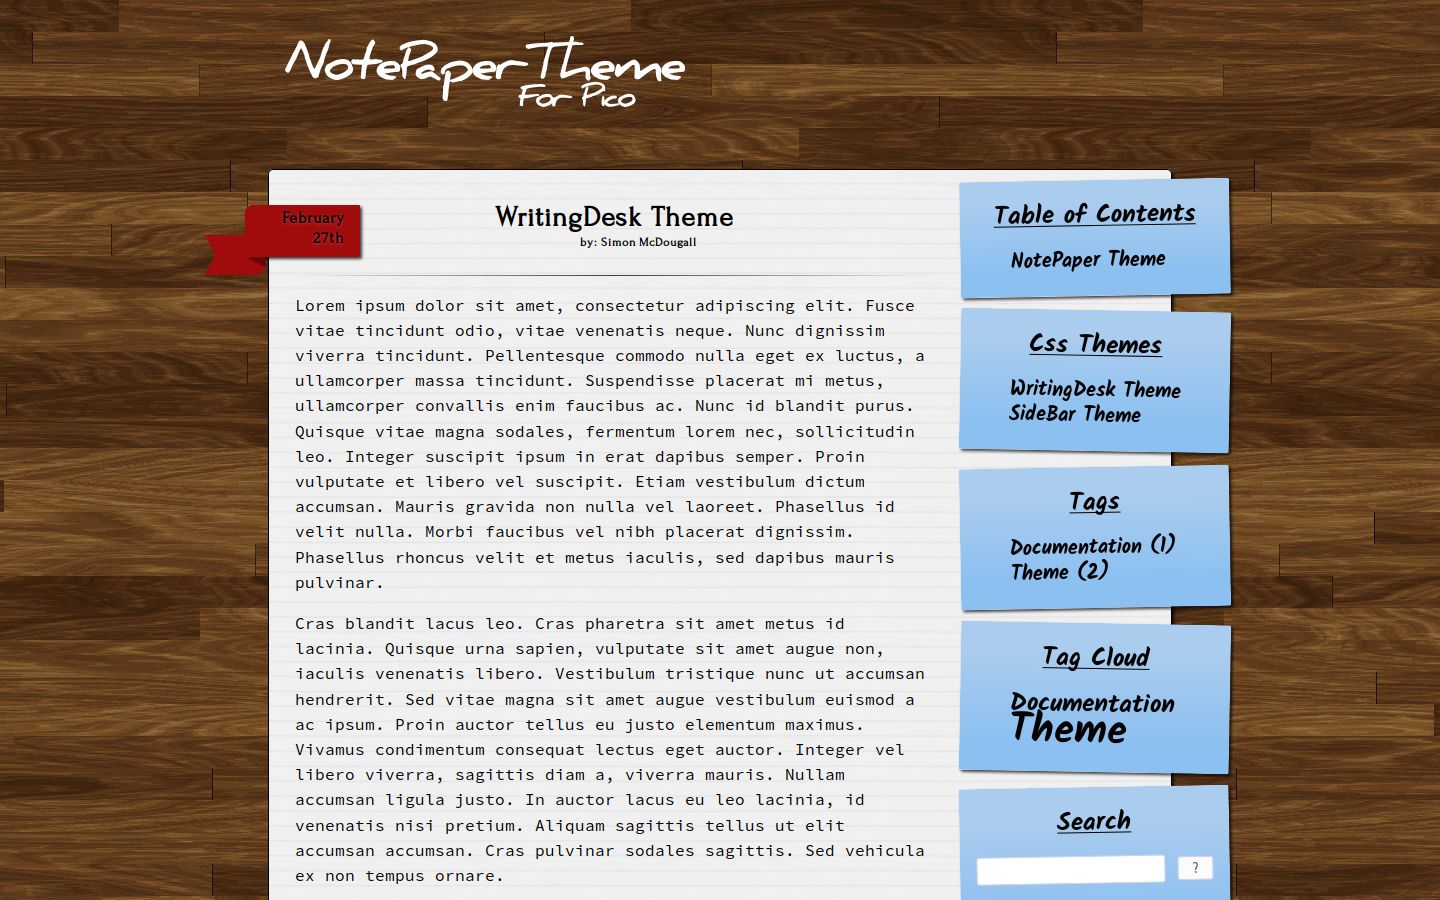 NotePaper Theme
For Pico
February
27th
WritingDesk Theme
by: Simon McDougall
Lorem ipsum dolor sit amet, consectetur adipiscing elit. Fusce
vitae tincidunt odio, vitae venenatis neque. Nunc dignissim
viverra tincidunt. Pellentesque commodo nulla eget ex luctus, a
ullamcorper massa tincidunt. Suspendisse placerat mi metus,
ullamcorper convallis enim faucibus ac. Nunc id blandit purus.
Quisque vitae magna sodales, fermentum lorem nec, sollicitudin
leo. Integer suscipit ipsum in erat dapibus semper. Proin
vulputate et libero vel suscipit. Etiam vestibulum dictum
accumsan. Mauris gravida non nulla vel laoreet. Phasellus id
velit nulla. Morbi faucibus vel nibh placerat dignissim.
Phasellus rhoncus velit et metus iaculis, sed dapibus mauris
pulvinar.
Cras blandit lacus leo. Cras pharetra sit amet metus id
lacinia. Quisque urna sapien, vulputate sit amet augue non,
iaculis venenatis libero. Vestibulum tristique nunc ut accumsan
hendrerit. Sed vitae magna sit amet augue vestibulum euismod a
ac ipsum. Proin auctor tellus eu justo elementum maximus.
Vivamus condimentum consequat lectus eget auctor. Integer vel
libero viverra, sagittis diam a, viverra mauris. Nullam
accumsan ligula justo. In auctor lacus eu leo lacinia, id
venenatis nisi pretium. Aliquam sagittis tellus ut elit
accumsan accumsan. Cras pulvinar sodales sagittis. Sed vehicula
ex non tempus ornare.
Table of Contents
NotePaper Theme
Css Themes
WritingDesk Theme
SideBar Theme
Tags
Documentation (1)
Theme (2)
Tag Cloud
Documentation
Theme
Search
?